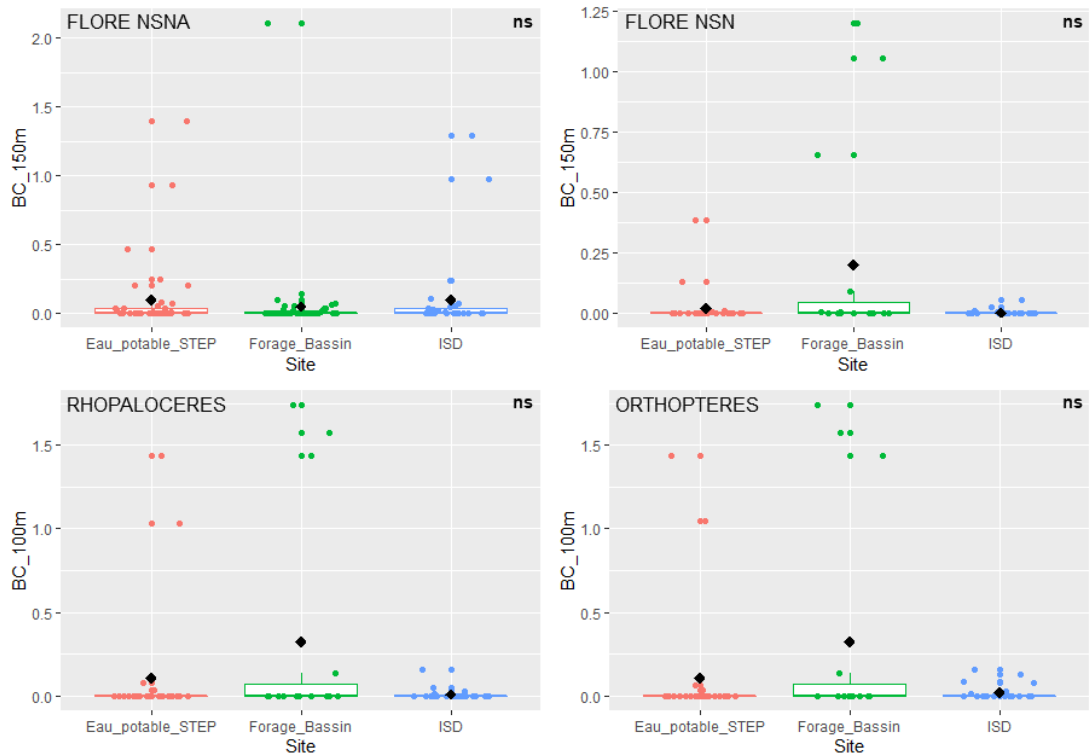 FLORE NSNA
ns
BC_150m
2.0
1.5
1.0
0.5
0.0
Eau_potable_STEP
Forage_Bassin
ISD
Site
FLORE NSN
ns
BC_150m
1.25
1.00
0.75
0.50
0.25
0.00
Eau_potable_STEP
Forage_Bassin
ISD
Site
RHOPALOCERES
ns
BC_100m
1.5
1.0
0.5
0.0
Eau_potable_STEP
Forage_Bassin
ISD
Site
ORTHOPTERES
ns
BC_100m
1.5
1.0
0.5
0.0
Eau_potable_STEP
Forage_Bassin
ISD
Site